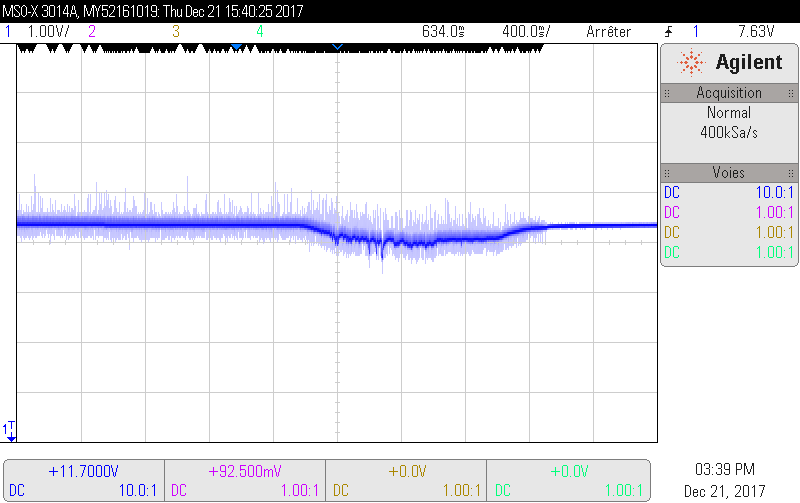 MSO-X 3014A, MY52161019: Thu Dec 21 15:40:25 2017
1 1.00V/ 2 3 4 634.0ms 400.0ms/ Arrêter 1 7.63V
Agilent
Acquisition
Normal
400kSa/s
Voies
DC 10.0:1
DC 1.00:1
DC 1.00:1
DC 1.00:1
1T
+11.7000V +92.500mV +0.0V +0.0V
DC 10.0:1 DC 1.00:1 DC 1.00:1 DC 1.00:1
03:39 PM
Dec 21, 2017